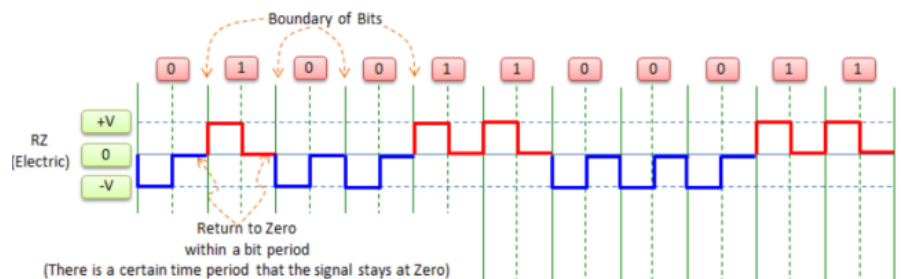 Boundary of Bits
0 1 0 0 1 1 0 0 0 1 1
+V
RZ
(Electric)
0
-V
Return to Zero
within a bit period
(There is a certain time period that the signal stays at Zero)